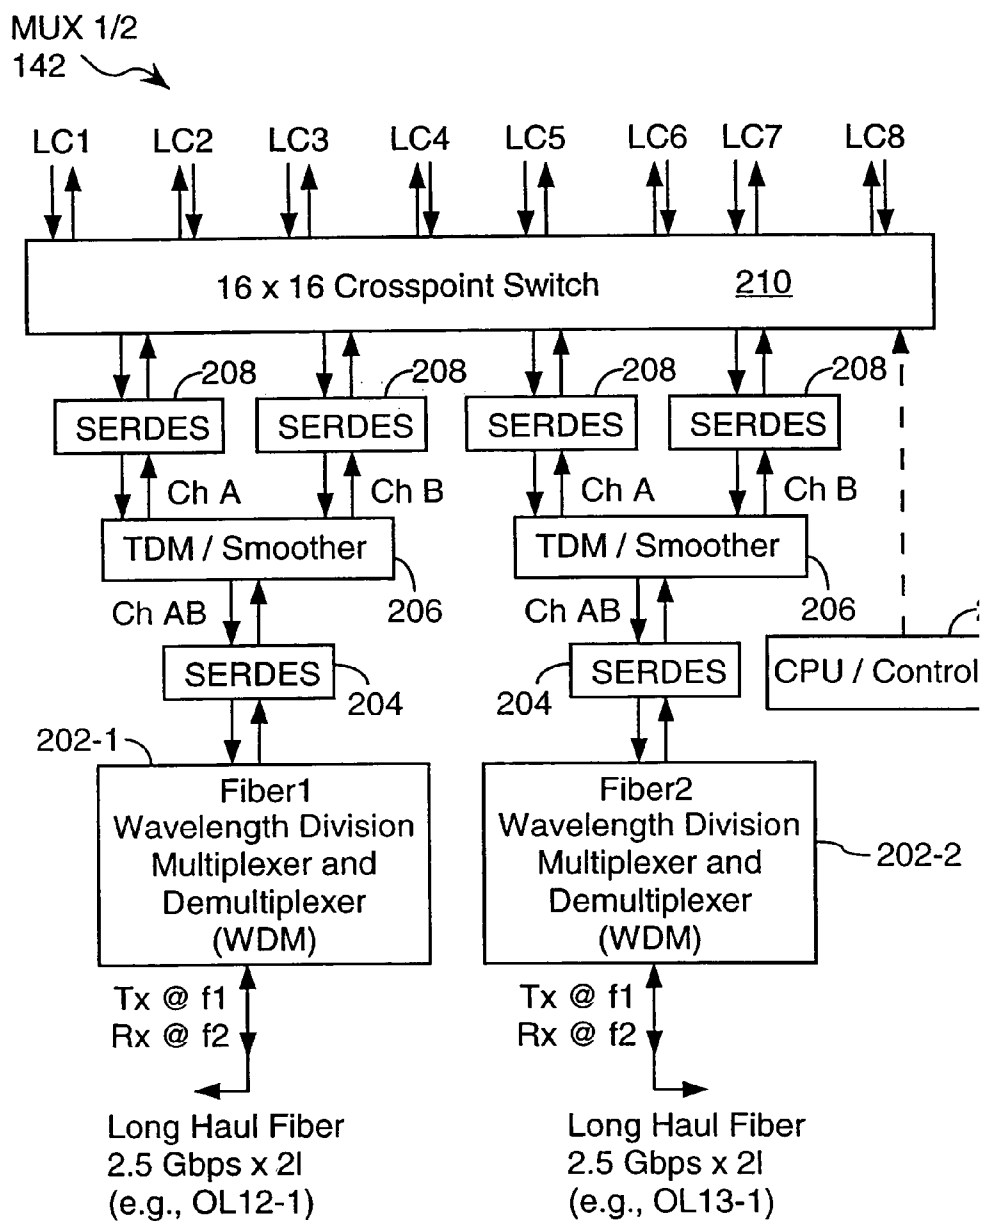 MUX 1/2
142
LC1 LC2 LC3 LC4 LC5 LC6 LC7 LC8
16 x 16 Crosspoint Switch 210
208 208 208 208
SERDES SERDES SERDES SERDES
Ch A Ch B Ch A Ch B
TDM / Smoother TDM / Smoother
206 206
Ch AB Ch AB
SERDES SERDES CPU / Control
204 204
202-1
Fiber1
Wavelength Division
Multiplexer and
Demultiplexer
(WDM)
Fiber2
Wavelength Division
Multiplexer and
Demultiplexer
(WDM)
202-2
Tx @ f1
Rx @ f2
Tx @ f1
Rx @ f2
Long Haul Fiber
2.5 Gbps x 2l
(e.g., OL12-1)
Long Haul Fiber
2.5 Gbps x 2l
(e.g., OL13-1)